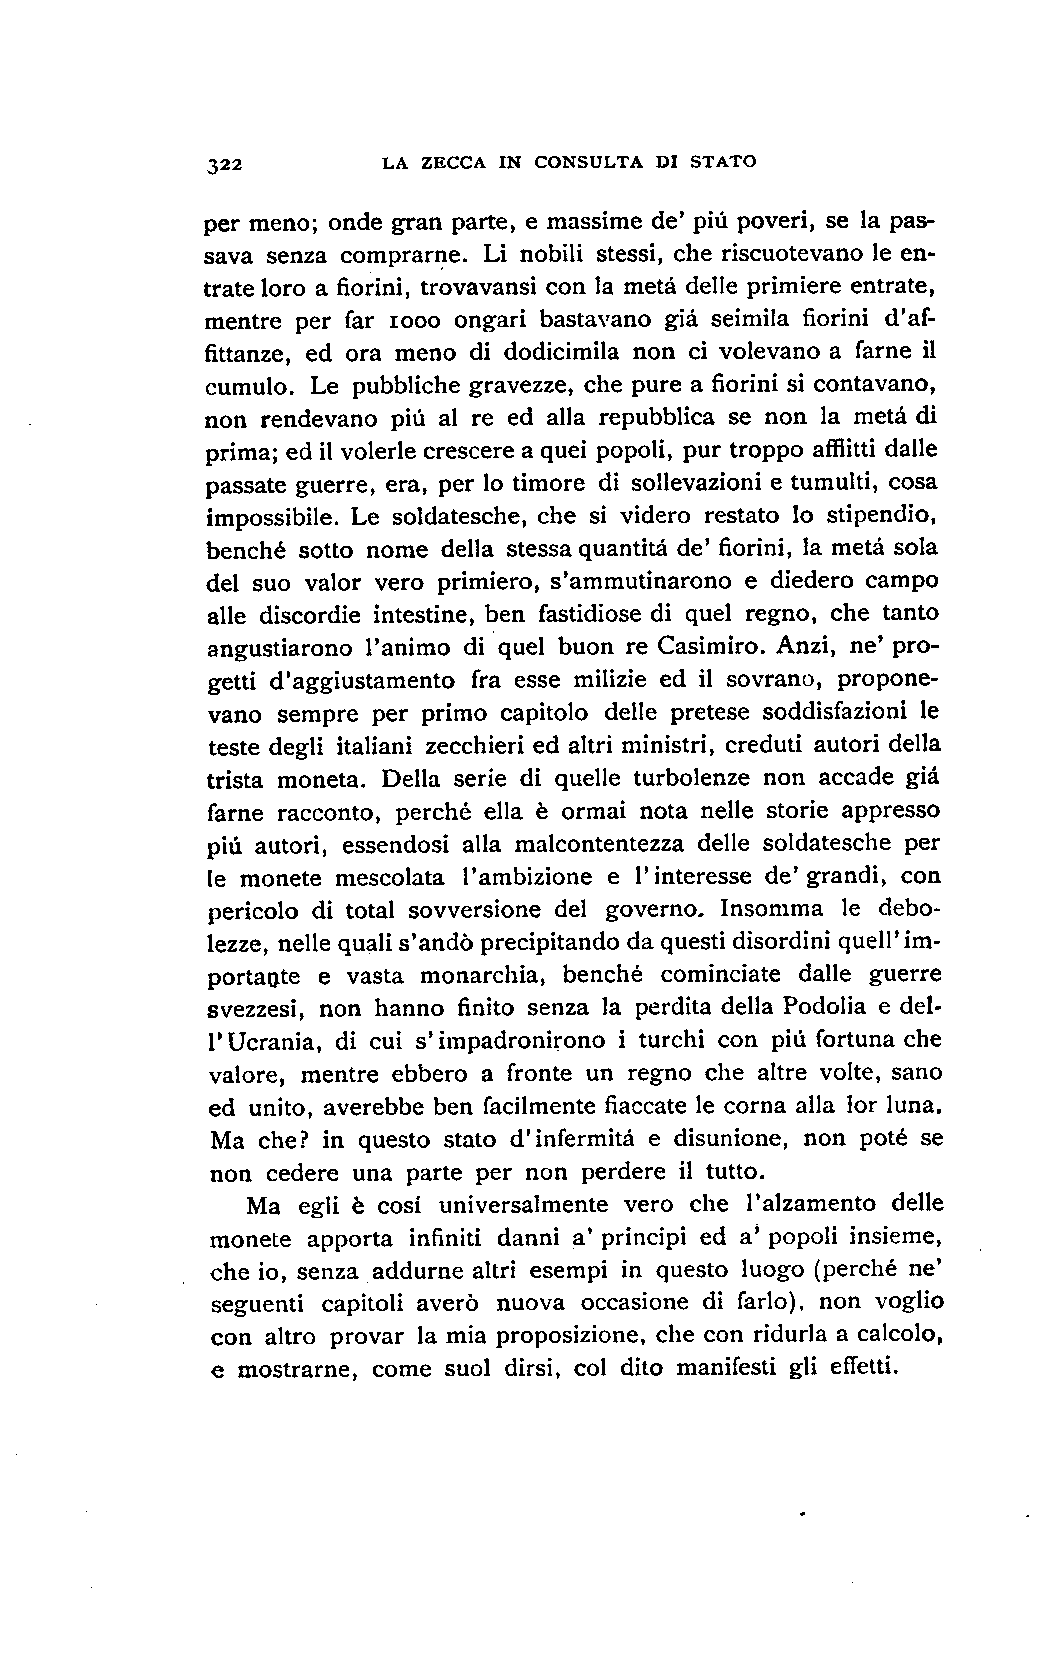 322 LA ZECCA IN CONSULTA DI STATO
per meno; onde gran parte, e massime de' piú poveri, se la pas-
sava senza comprarne. Li nobili stessi, che riscuotevano le en-
trate loro a fiorini, trovavansi con la metá delle primiere entrate,
mentre per far 1000 ongari bastavano giá seimila fiorini d'af-
fittanze, ed ora meno di dodicimila non ci volevano a farne il
cumulo. Le pubbliche gravezze, che pure a fiorini si contavano,
non rendevano piú al re ed alla repubblica se non la metá di
prima; ed il volerle crescere a quei popoli, pur troppo afflitti dalle
passate guerre, era, per lo timore di sollevazioni e tumulti, cosa
impossibile. Le soldatesche, che si videro restato lo stipendio,
benché sotto nome della stessa quantitá de' fiorini, la metá sola
del suo valor vero primiero, s'ammutinarono e diedero campo
alle discordie intestine, ben fastidiose di quel regno, che tanto
angustiarono l'animo di quel buon re Casimiro. Anzi, ne' pro-
getti d'aggiustamento fra esse milizie ed il sovrano, propone-
vano sempre per primo capitolo delle pretese soddisfazioni le
teste degli italiani zecchieri ed altri ministri, creduti autori della
trista moneta. Della serie di quelle turbolenze non accade giá
farne racconto, perché ella è ormai nota nelle storie appresso
piú autori, essendosi alla malcontentezza delle soldatesche per
le monete mescolata l'ambizione e l'interesse de' grandi, con
pericolo di total sovversione del governo. Insomma le debo-
lezze, nelle quali s'andò precipitando da questi disordini quell'im-
portante e vasta monarchia, benché cominciate dalle guerre
svezzesi, non hanno finito senza la perdita della Podolia e del-
l'Ucrania, di cui s'impadronirono i turchi con piú fortuna che
valore, mentre ebbero a fronte un regno che altre volte, sano
ed unito, averebbe ben facilmente fiaccate le corna alla lor luna.
Ma che? in questo stato d'infermitá e disunione, non poté se
non cedere una parte per non perdere il tutto.
Ma egli è cosí universalmente vero che l'alzamento delle
monete apporta infiniti danni a' principi ed a' popoli insieme,
che io, senza addurne altri esempi in questo luogo (perché ne'
seguenti capitoli averò nuova occasione di farlo), non voglio
con altro provar la mia proposizione, che con ridurla a calcolo,
e mostrarne, come suol dirsi, col dito manifesti gli effetti.